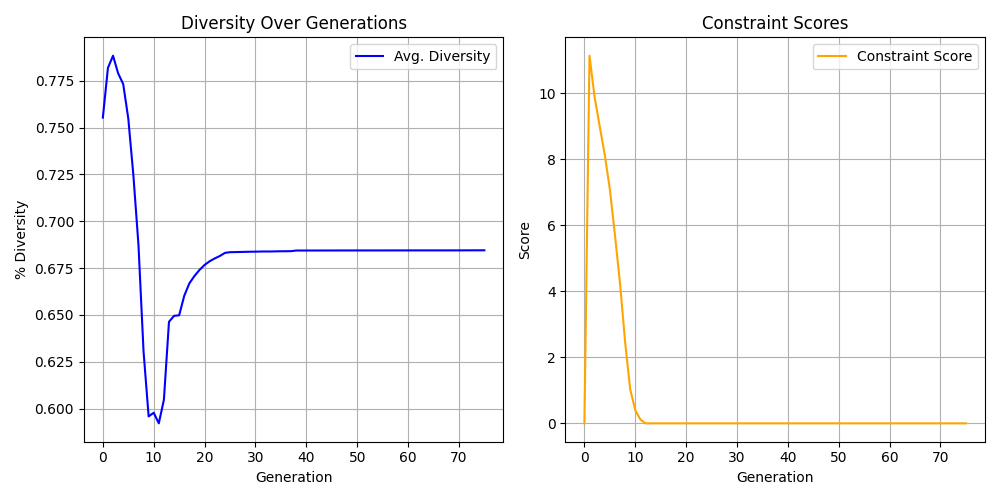 Diversity Over Generations
Avg. Diversity
% Diversity
0.775
0.750
0.725
0.700
0.675
0.650
0.625
0.600
0 10 20 30 40 50 60 70
Generation
Constraint Scores
Constraint Score
Score
10
8
6
4
2
0
0 10 20 30 40 50 60 70
Generation